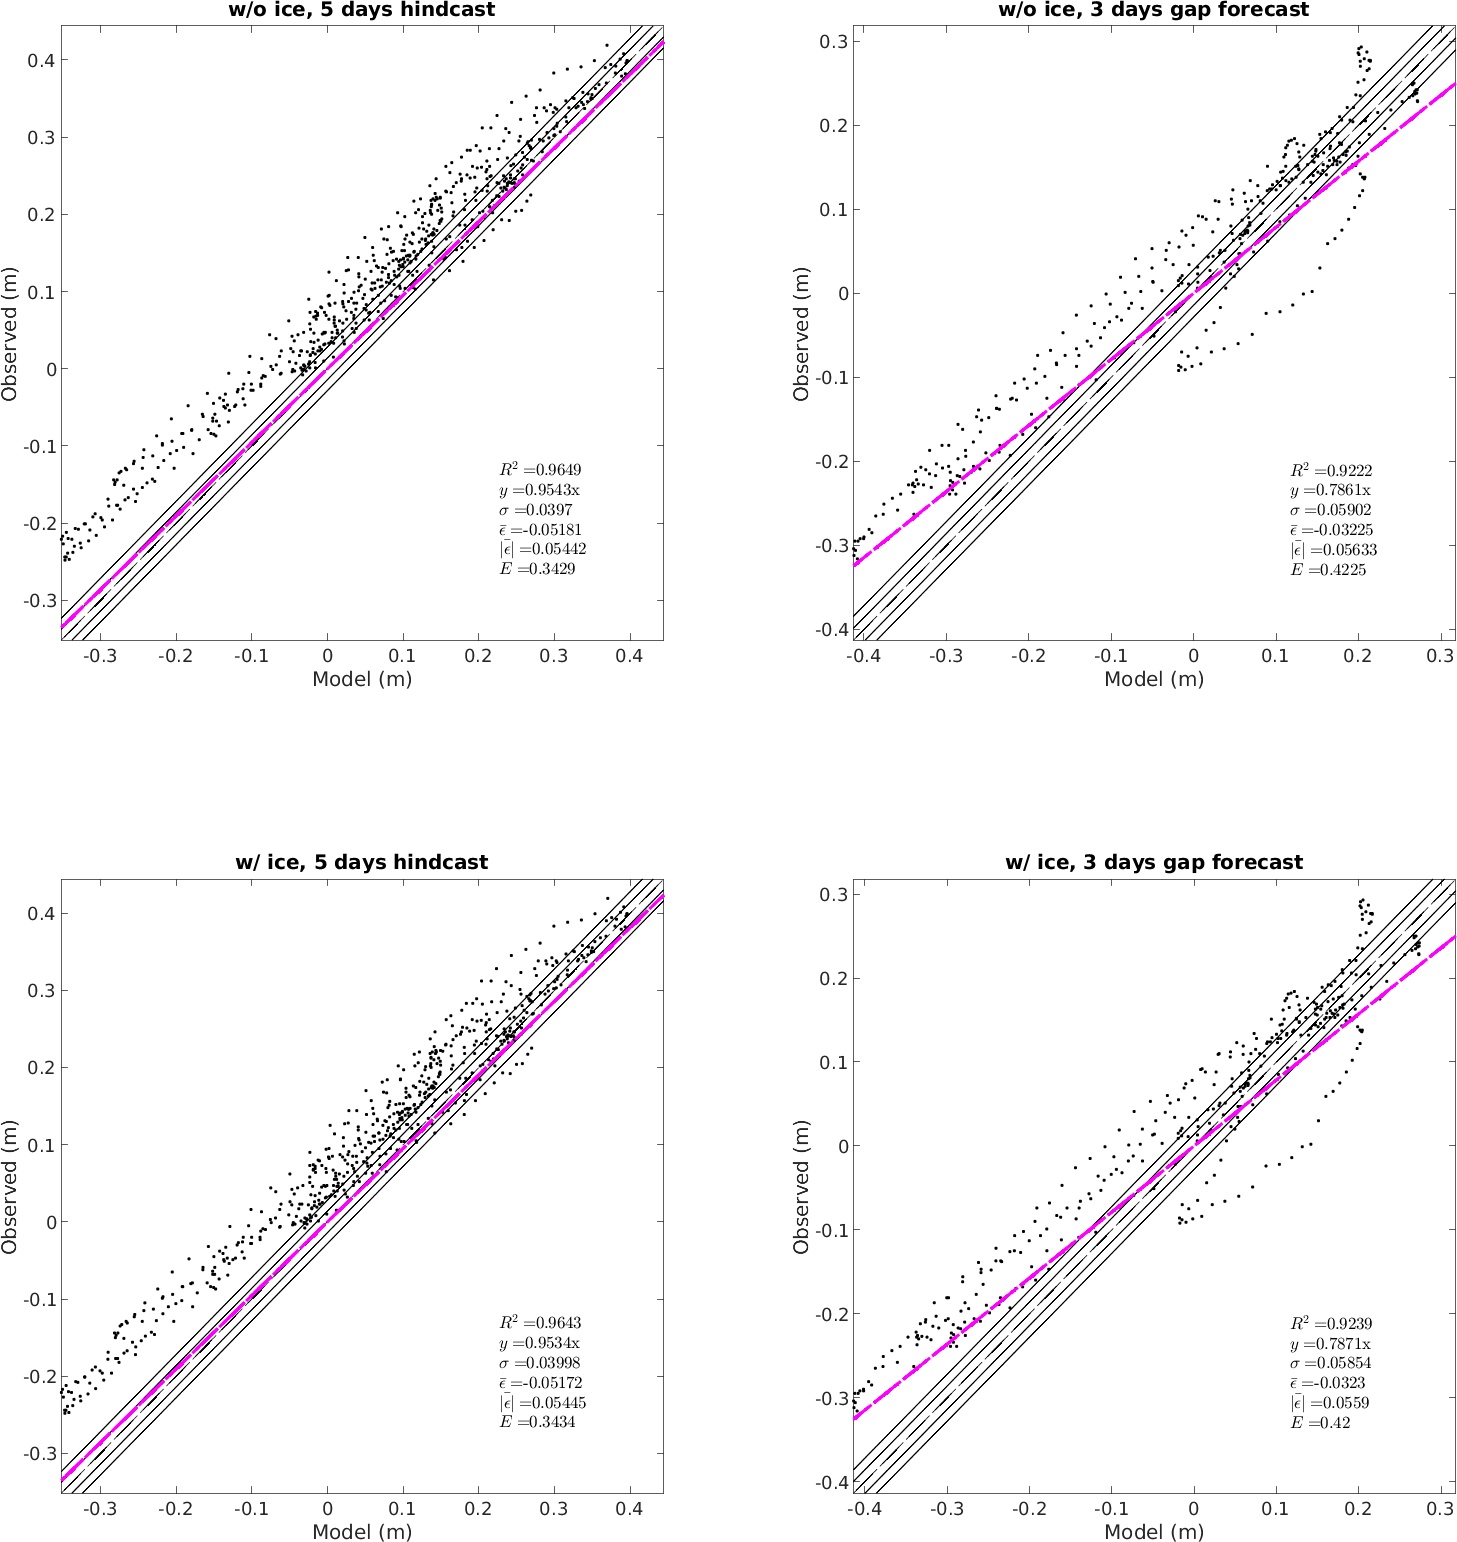 w/o ice, 5 days hindcast
0.4
0.3
0.2
0.1
0
-0.1
-0.2
-0.3
Observed (m)
R² =0.9649
y =0.9543x
σ =0.0397
ε̄ =-0.05181
|ε̄| =0.05442
E =0.3429
-0.3 -0.2 -0.1 0 0.1 0.2 0.3 0.4
Model (m)
w/o ice, 3 days gap forecast
0.3
0.2
0.1
0
-0.1
-0.2
-0.3
-0.4
Observed (m)
R² =0.9222
y =0.7861x
σ =0.05902
ε̄ =-0.03225
|ε̄| =0.05633
E =0.4225
-0.4 -0.3 -0.2 -0.1 0 0.1 0.2 0.3
Model (m)
w/ ice, 5 days hindcast
0.4
0.3
0.2
0.1
0
-0.1
-0.2
-0.3
Observed (m)
R² =0.9643
y =0.9534x
σ =0.03998
ε̄ =-0.05172
|ε̄| =0.05445
E =0.3434
-0.3 -0.2 -0.1 0 0.1 0.2 0.3 0.4
Model (m)
w/ ice, 3 days gap forecast
0.3
0.2
0.1
0
-0.1
-0.2
-0.3
-0.4
Observed (m)
R² =0.9239
y =0.7871x
σ =0.05854
ε̄ =-0.0323
|ε̄| =0.0559
E =0.42
-0.4 -0.3 -0.2 -0.1 0 0.1 0.2 0.3
Model (m)